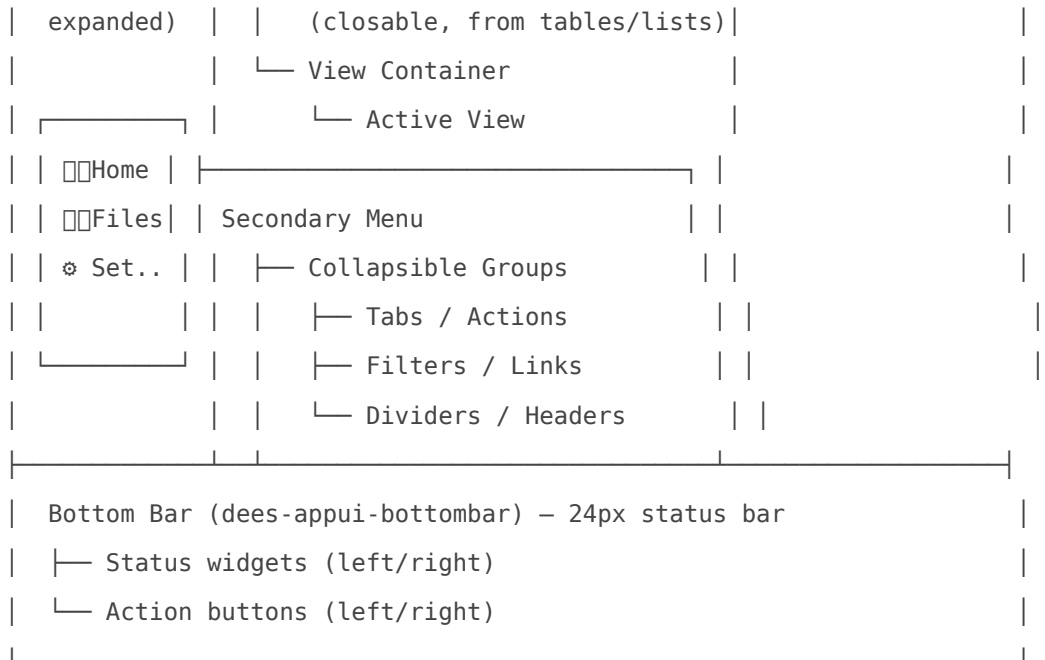 │  expanded)  │  │   (closable, from tables/lists)│                   │
│             │  └── View Container               │                   │
│ ┌─────────┐ │      └── Active View              │                   │
│ │ □□Home │ ├─────────────────────────────────┐ │                   │
│ │ □□Files│ │ Secondary Menu                  │ │                   │
│ │ ⚙ Set.. │ │  ├── Collapsible Groups         │ │                   │
│ │         │ │  │   ├── Tabs / Actions          │ │                   │
│ └─────────┘ │  │   ├── Filters / Links         │ │                   │
│             │  │   └── Dividers / Headers       │ │
├─────────────┴──┴───────────────────────────────┴───────────────────┤
│  Bottom Bar (dees-appui-bottombar) — 24px status bar                │
│  ├── Status widgets (left/right)                                    │
│  └── Action buttons (left/right)                                    │